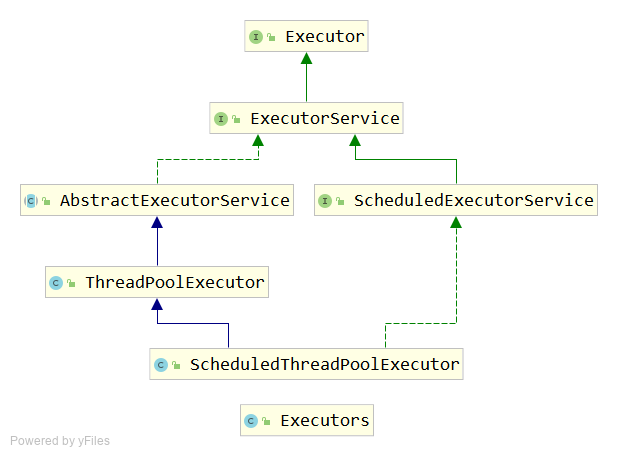 I Executor
I ExecutorService
C AbstractExecutorService
I ScheduledExecutorService
C ThreadPoolExecutor
C ScheduledThreadPoolExecutor
C Executors
Powered by yFiles